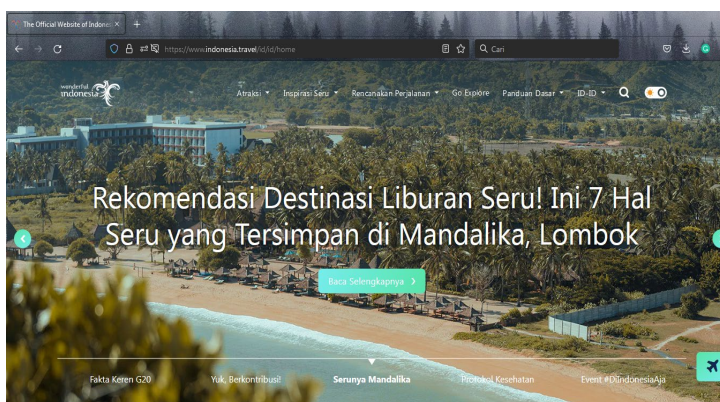 The Official Website of Indones
https://www.indonesia.travel/id/id/home
Cari
G
wonderful
indonesia
Atraksi
Inspirasi Seru
Rencanakan Perjalanan
Go Explore
Panduan Dasar
ID-ID
Rekomendasi Destinasi Liburan Seru! Ini 7 Hal
Seru yang Tersimpan di Mandalika, Lombok
Baca Selengkapnya
Fakta Keren G20
Yuk, Berkontribusi!
Serunya Mandalika
Protokol Kesehatan
Event #DiIndonesiaAja